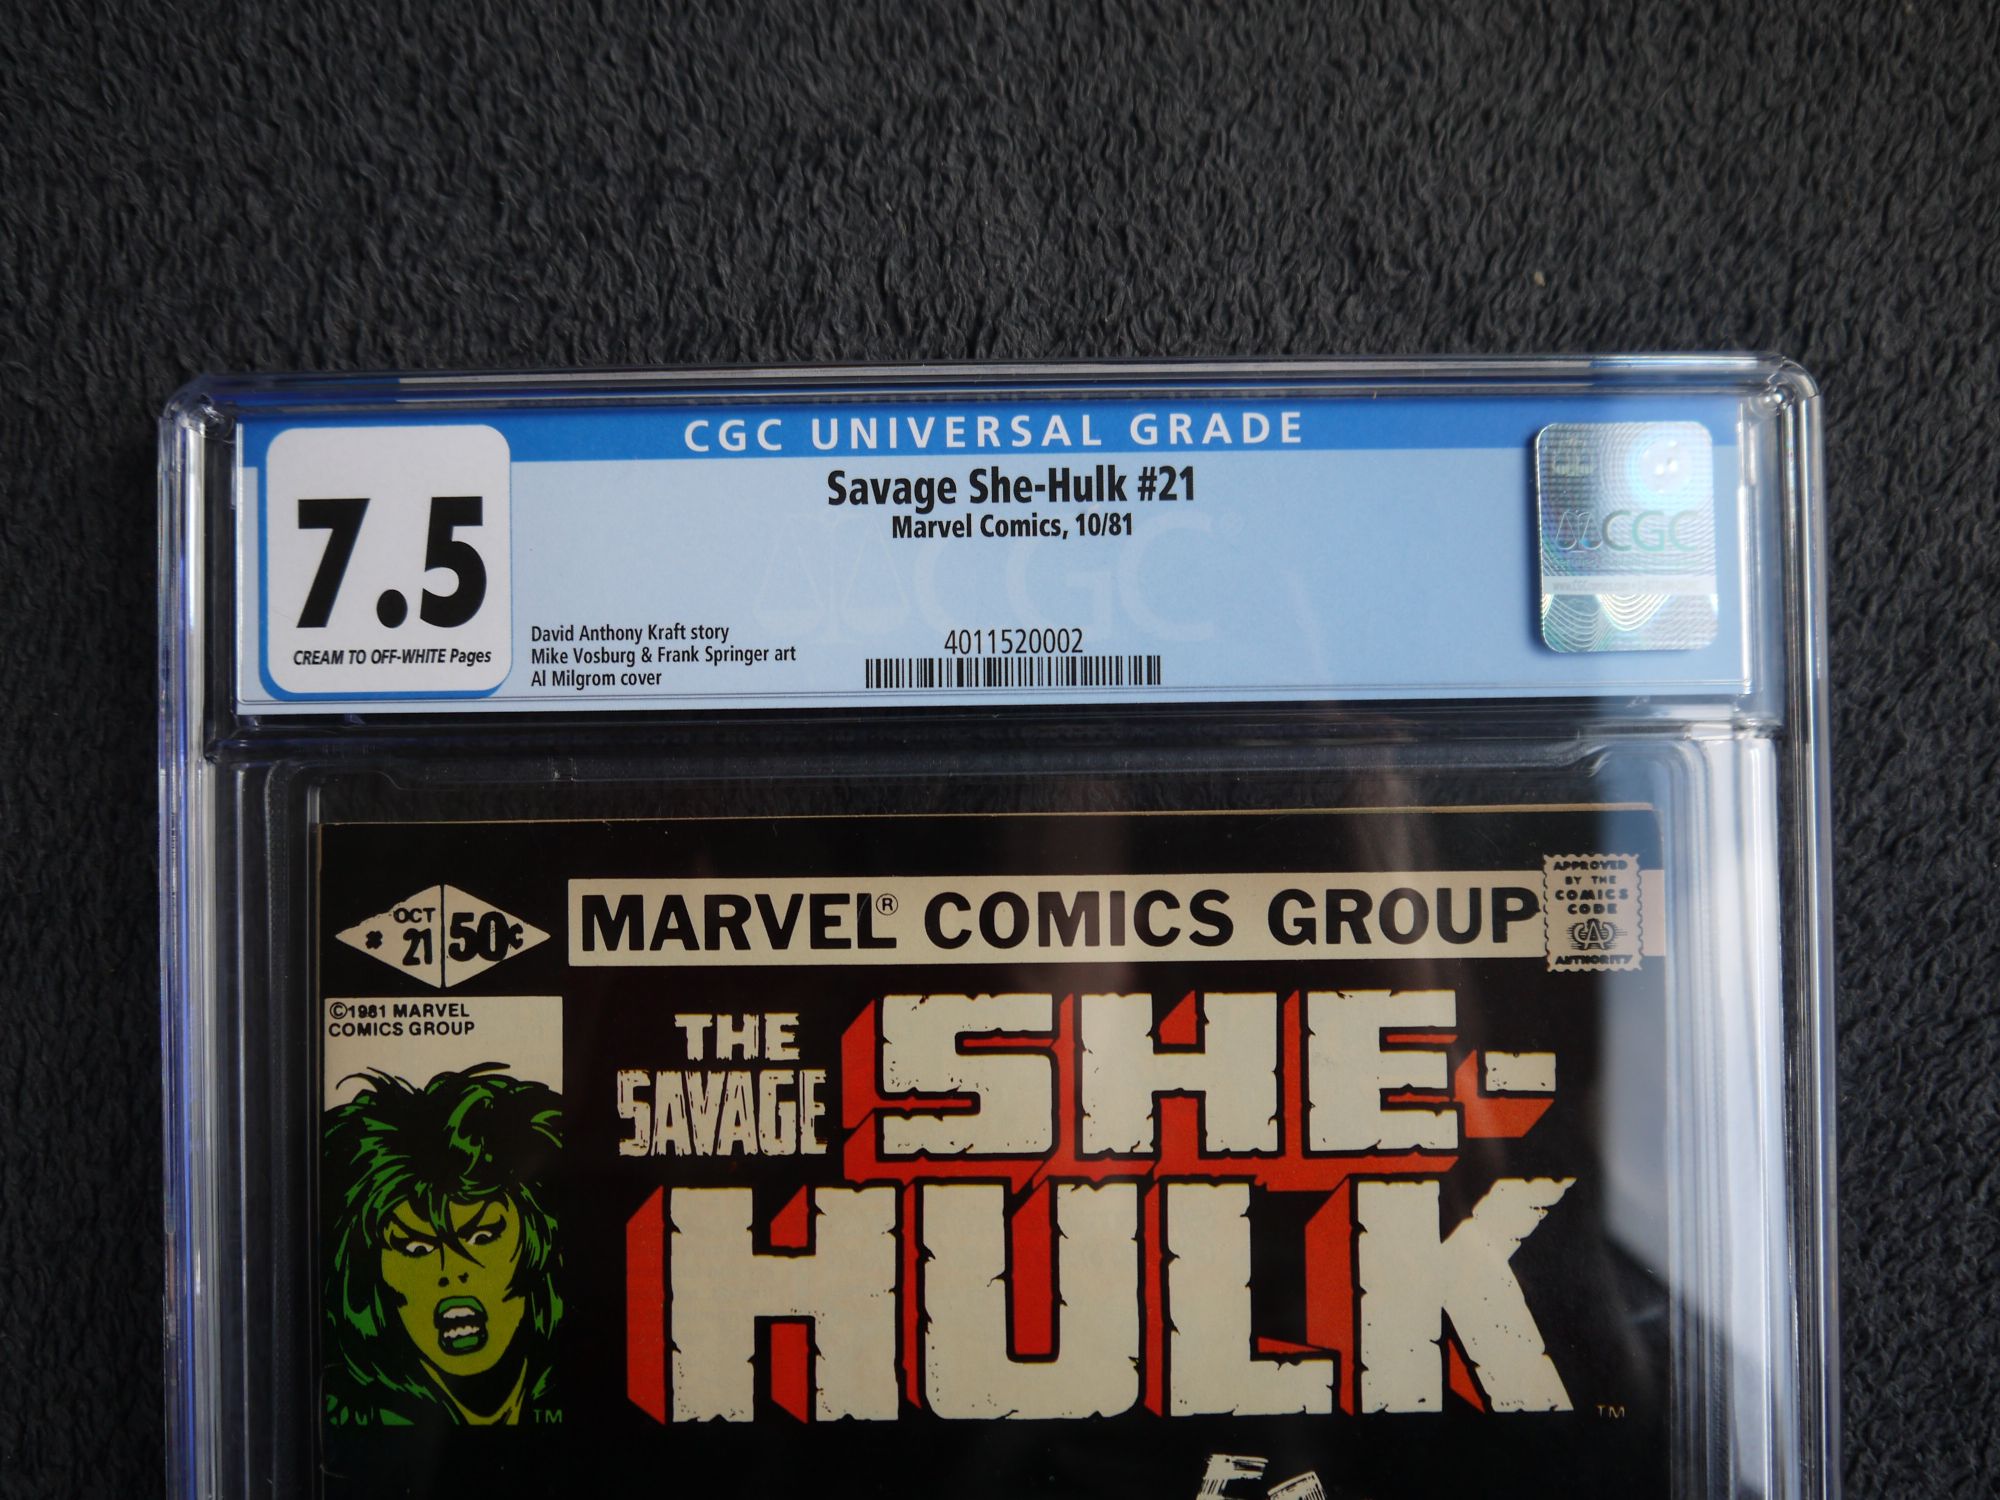 CGC UNIVERSAL GRADE
7.5
CREAM TO OFF-WHITE Pages
Savage She-Hulk #21
Marvel Comics, 10/81
David Anthony Kraft story
Mike Vosburg & Frank Springer art
Al Milgrom cover
4011520002
CGC
CGC
OCT
# 21
50¢
MARVEL® COMICS GROUP
APPROVED
BY THE
COMICS
CODE
CA
AUTHORITY
©1981 MARVEL
COMICS GROUP
TM
THE
SAVAGE
SHE-
HULK
TM